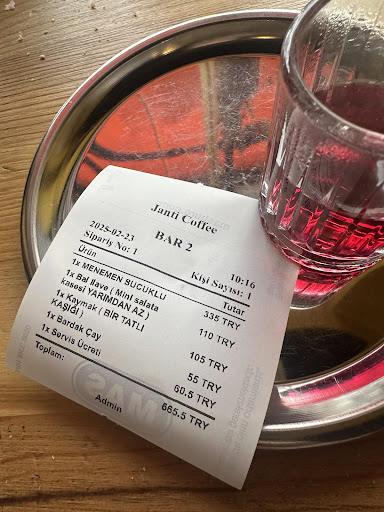 Janti Coffee
BAR 2
2025-02-23 10:16
Sipariş No: 1 Kişi Sayısı: 1
Ürün Tutar
1x MENEMEN SUCUKLU 335 TRY
1x Bal İlave ( Mini salata 110 TRY
kasesi YARIMDAN AZ )
1x Kaymak ( BİR TATLI 105 TRY
KAŞIĞI )
1x Bardak Çay 55 TRY
1x Servis Ücreti 60.5 TRY
Toplam: 665.5 TRY
Admin